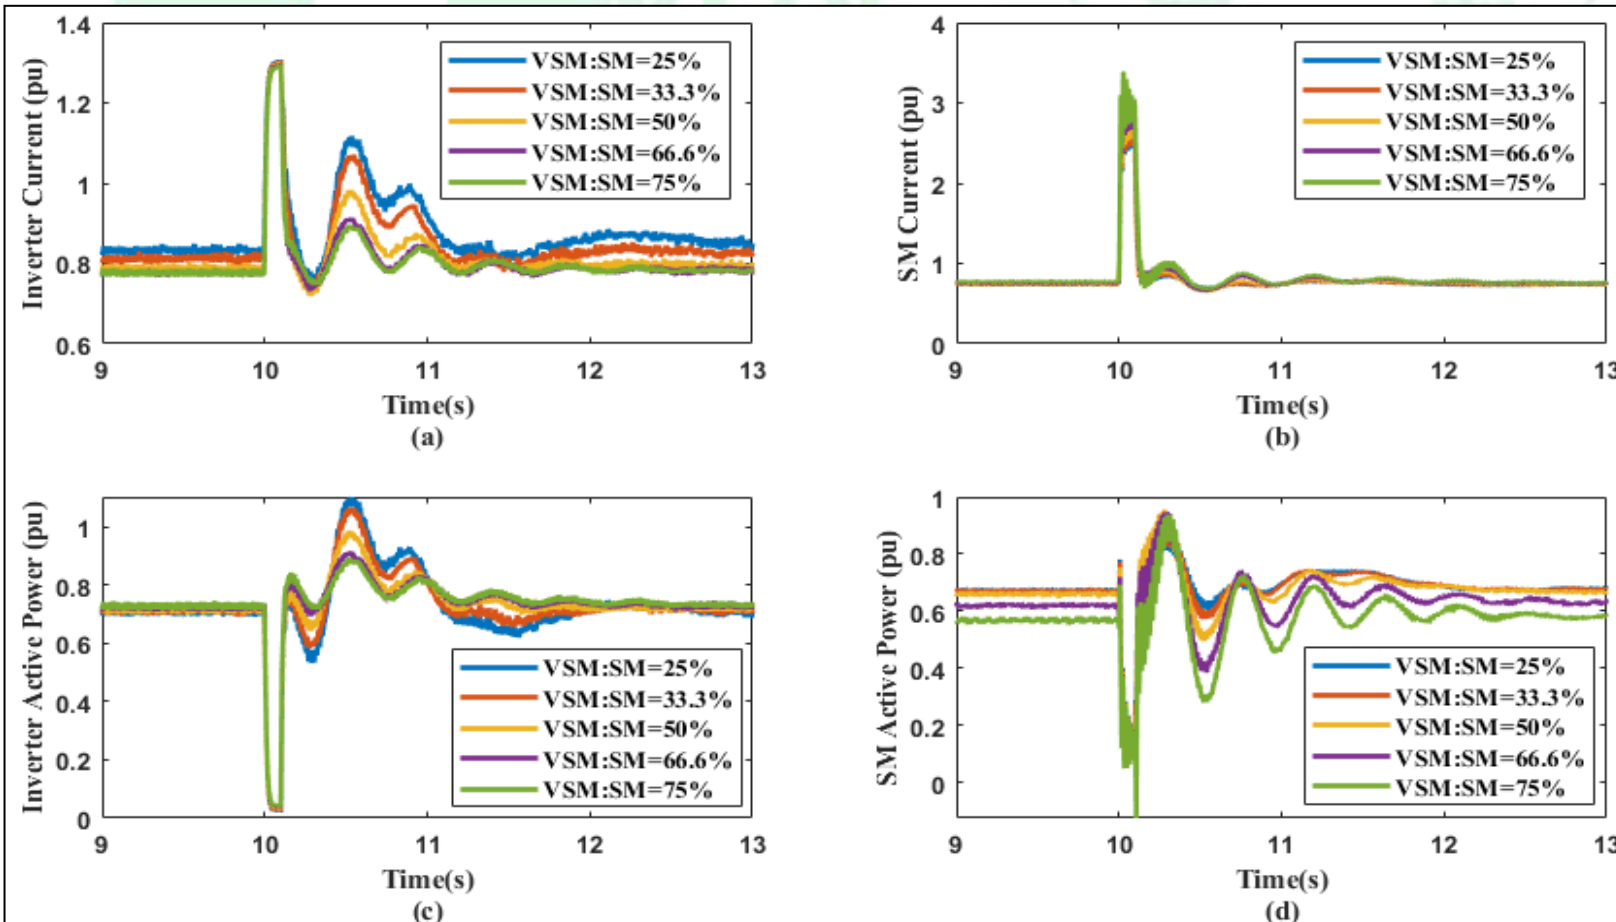 1.4
1.2
1
0.8
0.6
Inverter Current (pu)
VSM:SM=25%
VSM:SM=33.3%
VSM:SM=50%
VSM:SM=66.6%
VSM:SM=75%
9 10 11 12 13
Time(s)
(a)
4
3
2
1
0
SM Current (pu)
VSM:SM=25%
VSM:SM=33.3%
VSM:SM=50%
VSM:SM=66.6%
VSM:SM=75%
9 10 11 12 13
Time(s)
(b)
1
0.8
0.6
0.4
0.2
0
Inverter Active Power (pu)
VSM:SM=25%
VSM:SM=33.3%
VSM:SM=50%
VSM:SM=66.6%
VSM:SM=75%
9 10 11 12 13
Time(s)
(c)
1
0.8
0.6
0.4
0.2
0
SM Active Power (pu)
VSM:SM=25%
VSM:SM=33.3%
VSM:SM=50%
VSM:SM=66.6%
VSM:SM=75%
9 10 11 12 13
Time(s)
(d)